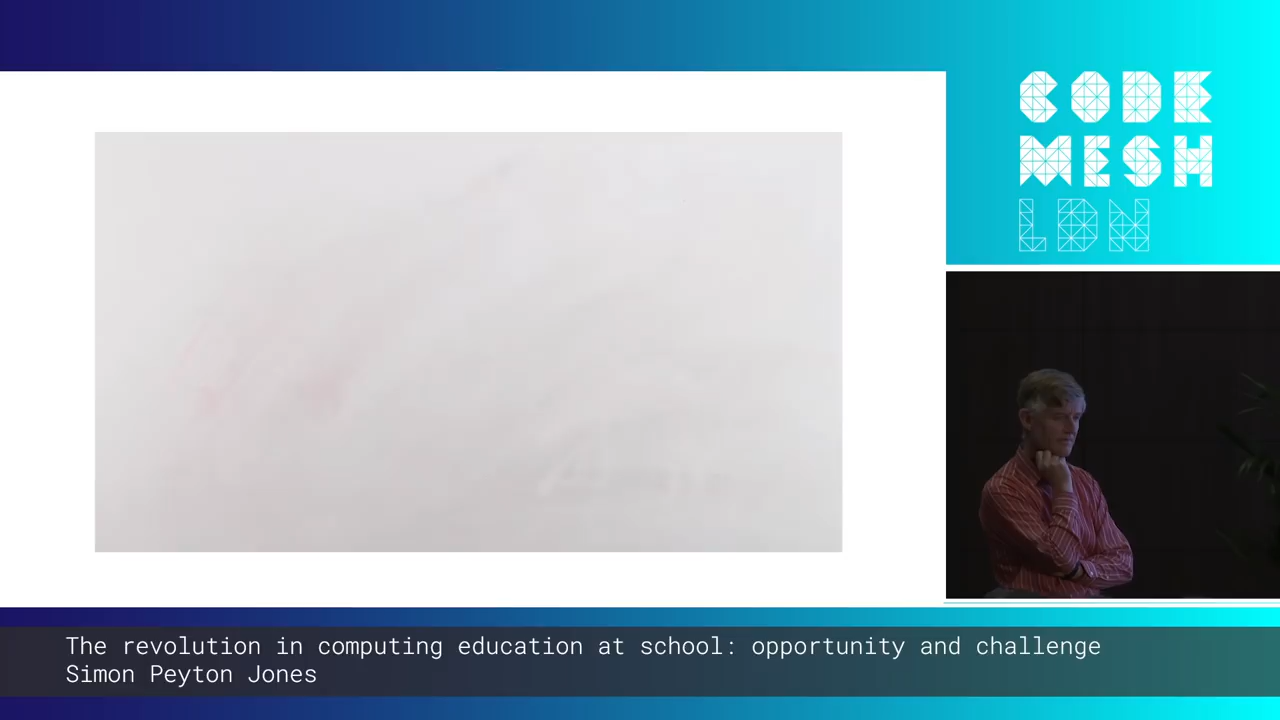 CODE
MESH
LDN
The revolution in computing education at school: opportunity and challenge
Simon Peyton Jones